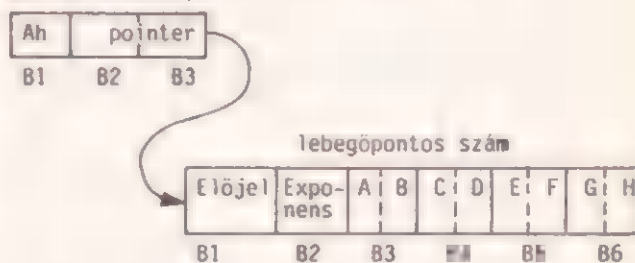 Ah pointer
B1 B2 B3
lebegőpontos szám
Előjel Expo- A B C D E F G H
nens
B1 B2 B3 B6